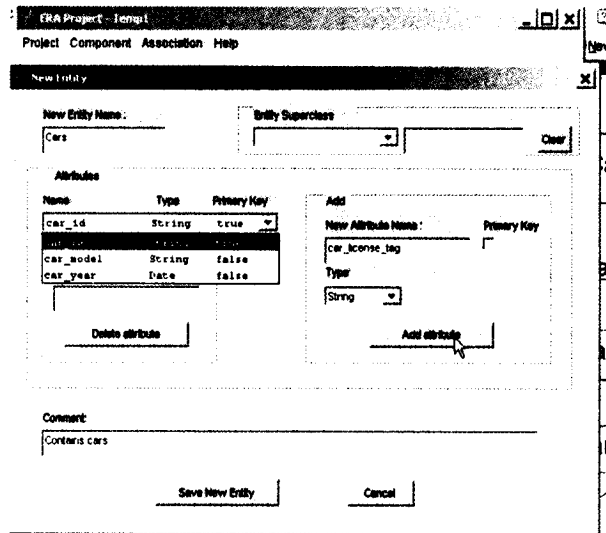 ERA Project - Temp1
Project Component Association Help
New Entity
New Entity Name :
Entity Superclass
Cars
Clear
Attributes
Name Type Primary Key
car_id String true
car_model String false
car_year Date false
Delete attribute
Add
New Attribute Name : Primary Key
car_license_tag
Type
String
Add attribute
Comment:
Contains cars
Save New Entity Cancel